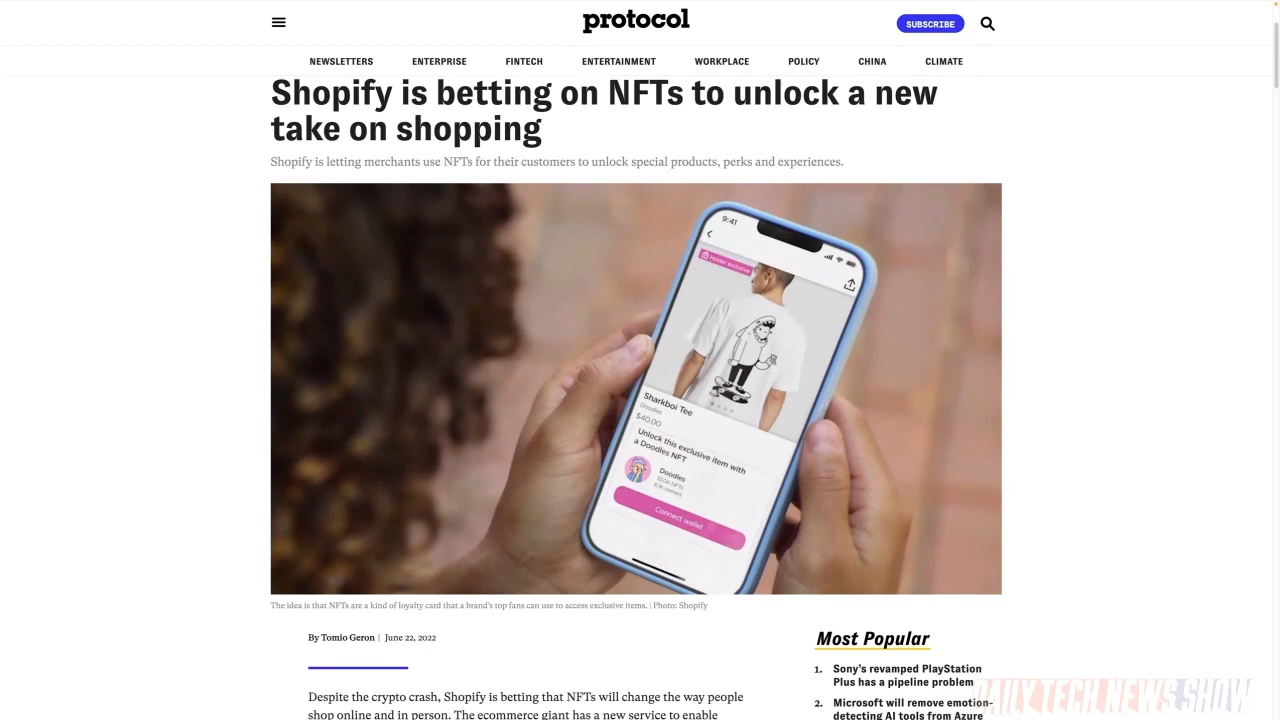 protocol
SUBSCRIBE
NEWSLETTERS
ENTERPRISE
FINTECH
ENTERTAINMENT
WORKPLACE
POLICY
CHINA
CLIMATE
Shopify is betting on NFTs to unlock a new
take on shopping
Shopify is letting merchants use NFTs for their customers to unlock special products, perks and experiences.
9:41
Holder exclusive
Sharkboi Tee
Doodles
$40.00
Unlock this exclusive item with
a Doodles NFT
Doodles
10.0K NFTs
Connect wallet
The idea is that NFTs are a kind of loyalty card that a brand's top fans can use to access exclusive items. | Photo: Shopify
By Tomio Geron | June 22, 2022
Despite the crypto crash, Shopify is betting that NFTs will change the way people
shop online and in person. The ecommerce giant has a new service to enable
Most Popular
1. Sony's revamped PlayStation
Plus has a pipeline problem
2. Microsoft will remove emotion-
detecting AI tools from Azure
DAILY TECH NEWS SHOW